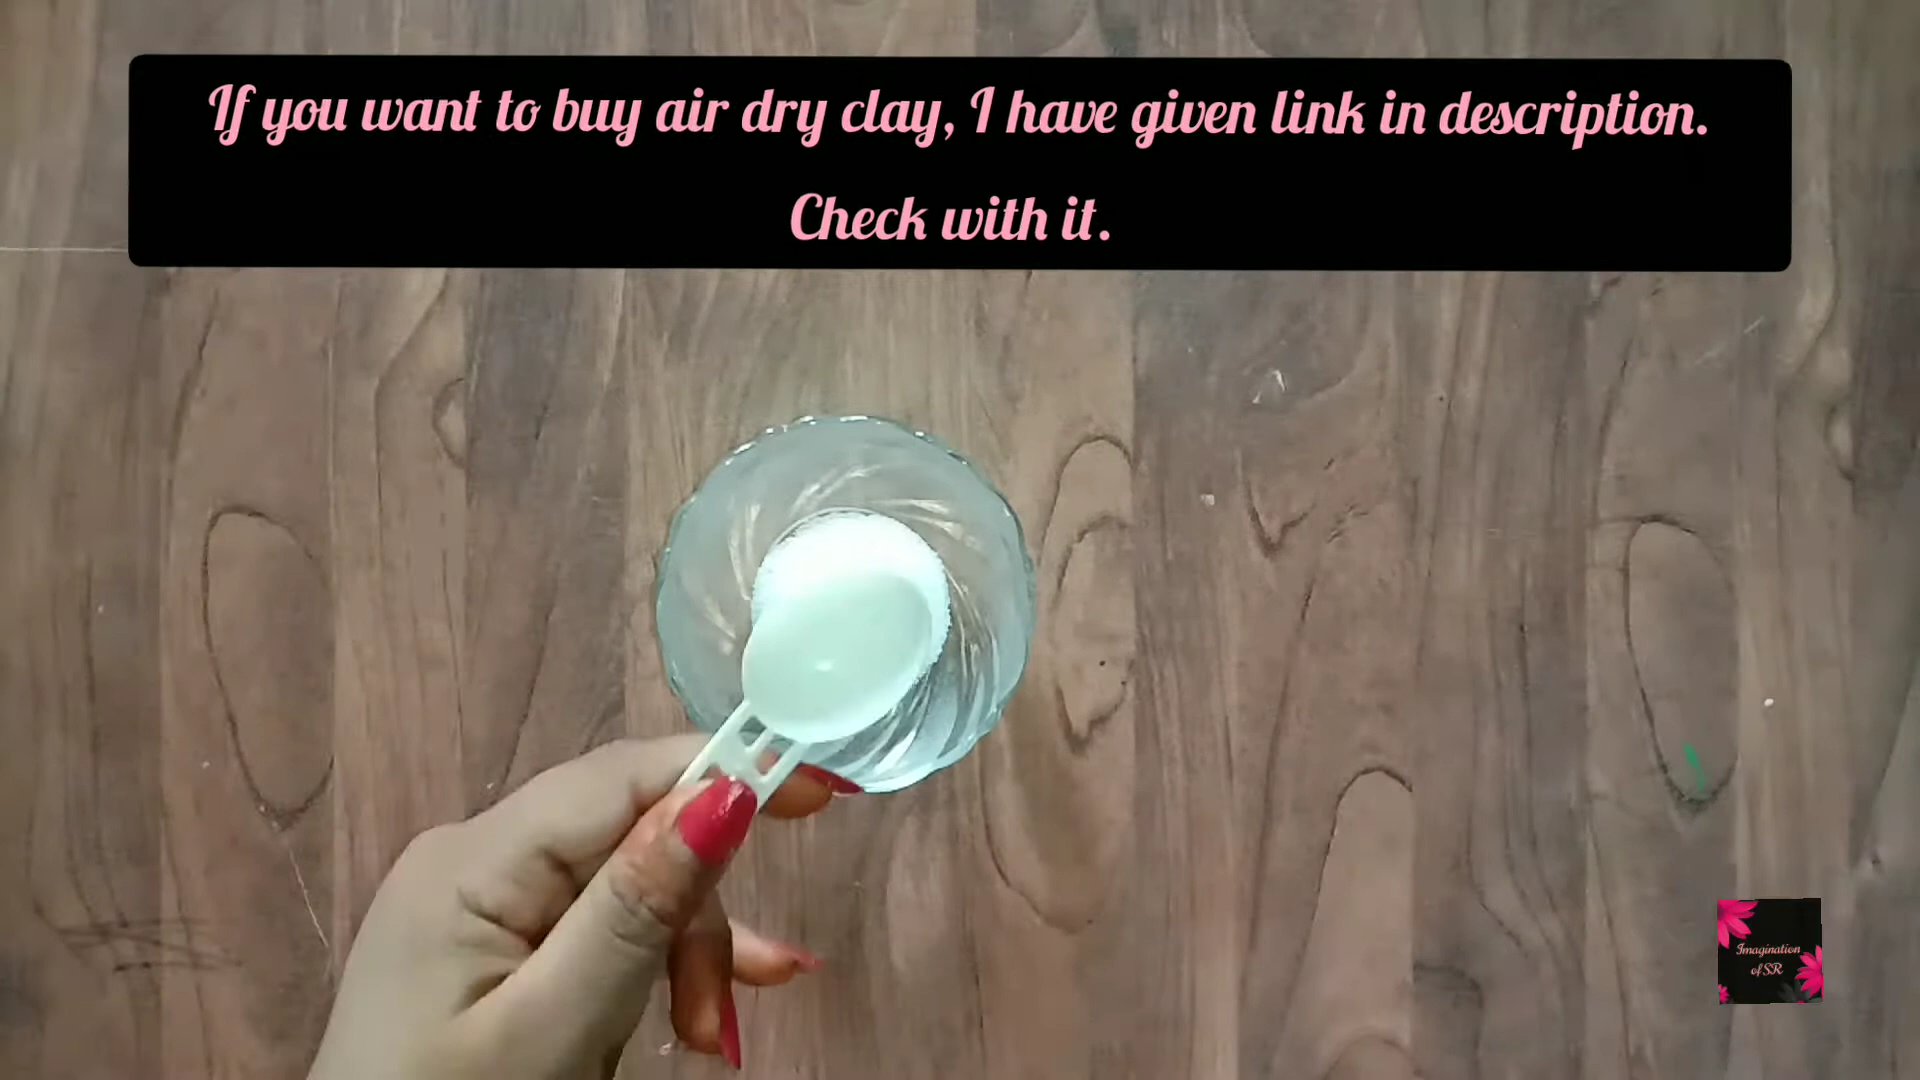 If you want to buy air dry clay, I have given link in description.
Check with it.
Imagination
of SR